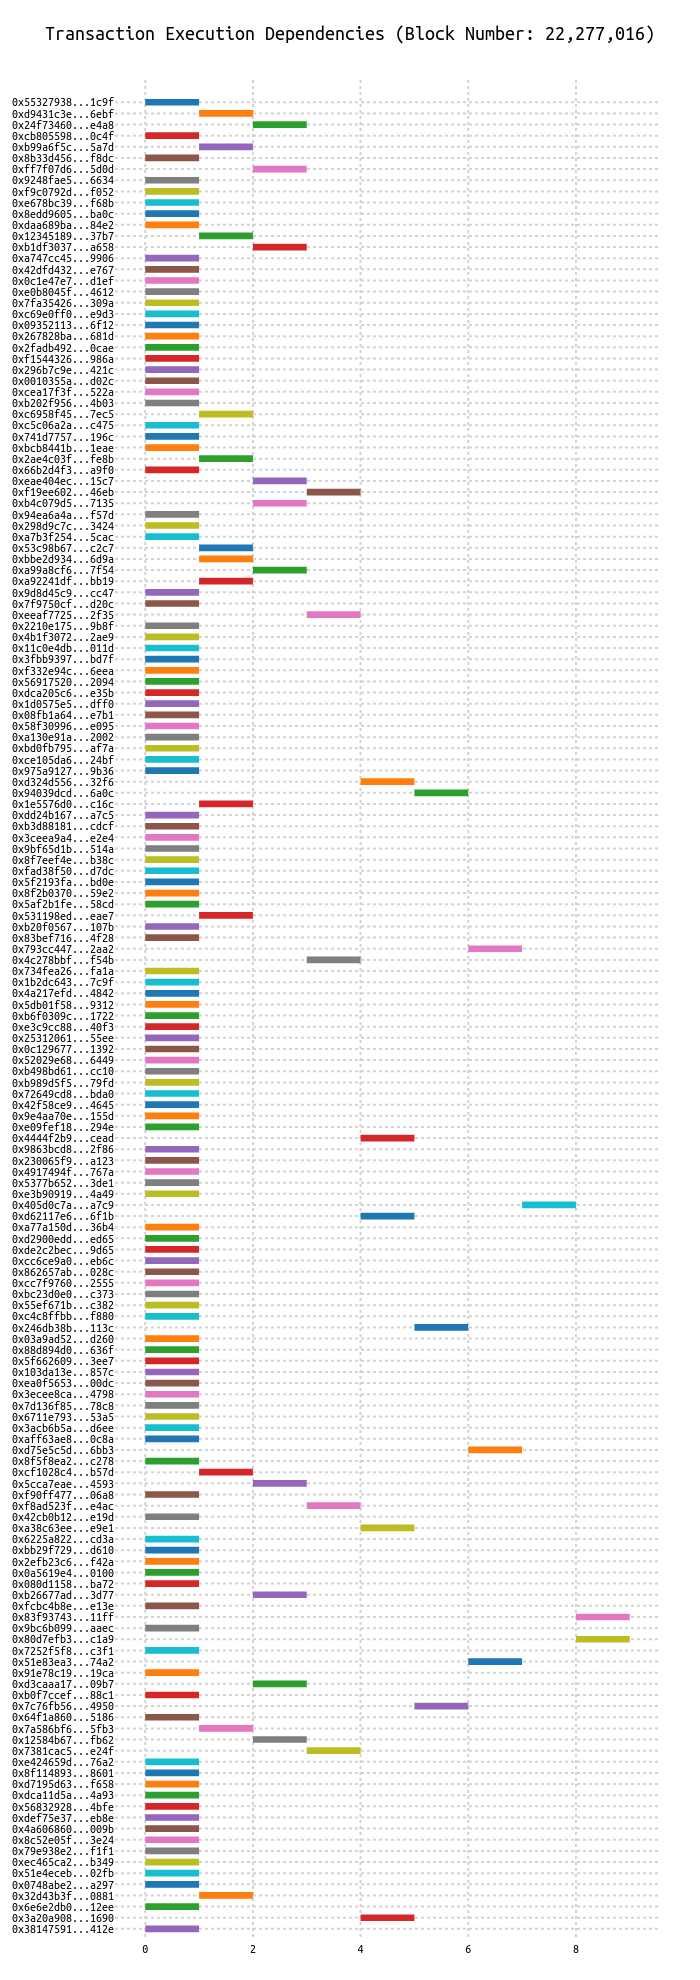 Transaction Execution Dependencies (Block Number: 22,277,016)
0x55327938...1c9f
0xd9431c3e...6ebf
0x24f73460...e4a8
0xcb805598...0c4f
0xb99a6f5c...5a7d
0x8b33d456...f8dc
0xff7f07d6...5d0d
0x9248fae5...6634
0xf9c0792d...f052
0xe678bc39...f68b
0x8edd9605...ba0c
0xdaa689ba...84e2
0x12345189...37b7
0xb1df3037...a658
0xa747cc45...9906
0x42dfd432...e767
0x0c1e47e7...d1ef
0xe0b8045f...4612
0x7fa35426...309a
0xc69e0ff0...e9d3
0x09352113...6f12
0x267828ba...681d
0x2fadb492...0cae
0xf1544326...986a
0x296b7c9e...421c
0x0010355a...d02c
0xcea17f3f...522a
0xb202f956...4b03
0xc6958f45...7ec5
0xc5c06a2a...c475
0x741d7757...196c
0xbcb8441b...1eae
0x2ae4c03f...fe8b
0x66b2d4f3...a9f0
0xeae404ec...15c7
0xf19ee602...46eb
0xb4c079d5...7135
0x94ea6a4a...f57d
0x298d9c7c...3424
0xa7b3f254...5cac
0x53c98b67...c2c7
0xbbe2d934...6d9a
0xa99a8cf6...7f54
0xa92241df...bb19
0x9d8d45c9...cc47
0x7f9750cf...d20c
0xeeaf7725...2f35
0x2210e175...9b8f
0x4b1f3072...2ae9
0x11c0e4db...011d
0x3fbb9397...bd7f
0xf332e94c...6eea
0x56917520...2094
0xdca205c6...e35b
0x1d0575e5...dff0
0x08fb1a64...e7b1
0x58f30996...e095
0xa130e91a...2002
0xbd0fb795...af7a
0xce105da6...24bf
0x975a9127...9b36
0xd324d556...32f6
0x94039dcd...6a0c
0x1e5576d0...c16c
0xdd24b167...a7c5
0xb3d88181...cdcf
0x3ceea9a4...e2e4
0x9bf65d1b...514a
0x8f7eef4e...b38c
0xfad38f50...d7dc
0x5f2193fa...bd0e
0x8f2b0370...59e2
0x5af2b1fe...58cd
0x531198ed...eae7
0xb20f0567...107b
0x83bef716...4f28
0x793cc447...2aa2
0x4c278bbf...f54b
0x734fea26...fa1a
0x1b2dc643...7c9f
0x4a217efd...4842
0x5db01f58...9312
0xb6f0309c...1722
0xe3c9cc88...40f3
0x25312061...55ee
0x0c129677...1392
0x52029e68...6449
0xb498bd61...cc10
0xb989d5f5...79fd
0x72649cd8...bda0
0x42f58ce9...4645
0x9e4aa70e...155d
0xe09fef18...294e
0x4444f2b9...cead
0x9863bcd8...2f86
0x230065f9...a123
0x4917494f...767a
0x5377b652...3de1
0xe3b90919...4a49
0x405d0c7a...a7c9
0xd62117e6...6f1b
0xa77a150d...36b4
0xd2900edd...ed65
0xde2c2bec...9d65
0xcc6ce9a0...eb6c
0x862657ab...028c
0xcc7f9760...2555
0xbc23d0e0...c373
0x55ef671b...c382
0xc4c8ffbb...f880
0x246db38b...113c
0x03a9ad52...d260
0x88d894d0...636f
0x5f662609...3ee7
0x103da13e...857c
0xea0f5653...00dc
0x3ecee8ca...4798
0x7d136f85...78c8
0x6711e793...53a5
0x3acb6b5a...d6ee
0xaff63ae8...0c8a
0xd75e5c5d...6bb3
0x8f5f8ea2...c278
0xcf1028c4...b57d
0x5cca7eae...4593
0xf90ff477...06a8
0xf8ad523f...e4ac
0x42cb0b12...e19d
0xa38c63ee...e9e1
0x6225a822...cd3a
0xbb29f729...d610
0x2efb23c6...f42a
0x0a5619e4...0100
0x080d1158...ba72
0xb26677ad...3d77
0xfcbc4b8e...e13e
0x83f93743...11ff
0x9bc6b099...aaec
0x80d7efb3...c1a9
0x7252f5f8...c3f1
0x51e83ea3...74a2
0x91e78c19...19ca
0xd3caaa17...09b7
0xb0f7ccef...88c1
0x7c76fb56...4950
0x64f1a860...5186
0x7a586bf6...5fb3
0x12584b67...fb62
0x7381cac5...e24f
0xe424659d...76a2
0x8f114893...8601
0xd7195d63...f658
0xdca11d5a...4a93
0x56832928...4bfe
0xdef75e37...eb8e
0x4a606860...009b
0x8c52e05f...3e24
0x79e938e2...f1f1
0xec465ca2...b349
0x51e4eceb...02fb
0x0748abe2...a297
0x32d43b3f...0881
0x6e6e2db0...12ee
0x3a20a908...1690
0x38147591...412e
0 2 4 6 8